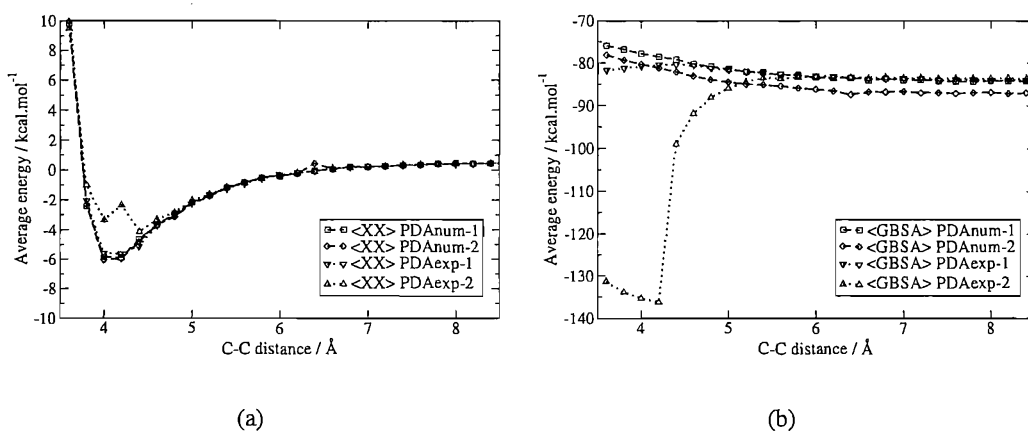 10
8
6
4
2
0
-2
-4
-6
-8
-10
4
5
6
7
8
Average energy / kcal.mol⁻¹
C-C distance / Å
<XX> PDAnum-1
<XX> PDAnum-2
<XX> PDAexp-1
<XX> PDAexp-2
(a)
-70
-80
-90
-100
-110
-120
-130
-140
4
5
6
7
8
Average energy / kcal.mol⁻¹
C-C distance / Å
<GBSA> PDAnum-1
<GBSA> PDAnum-2
<GBSA> PDAexp-1
<GBSA> PDAexp-2
(b)